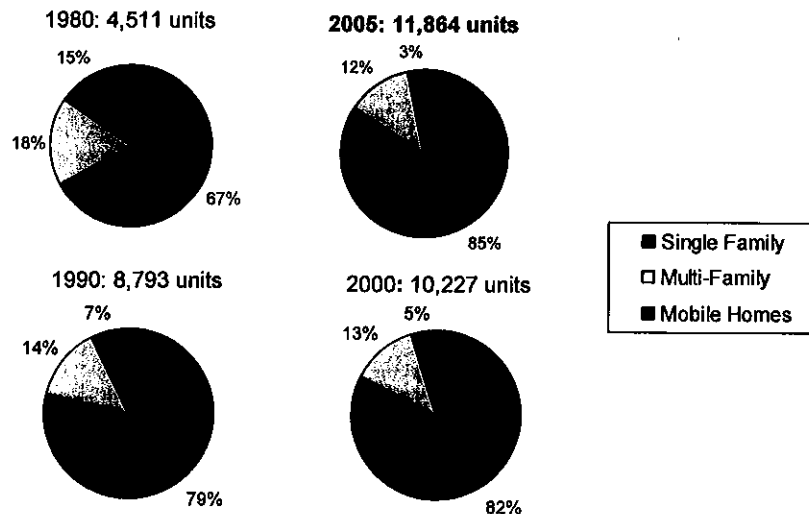 1980: 4,511 units
15%
18%
67%
2005: 11,864 units
3%
12%
85%
1990: 8,793 units
7%
14%
79%
2000: 10,227 units
5%
13%
82%
Single Family
Multi-Family
Mobile Homes